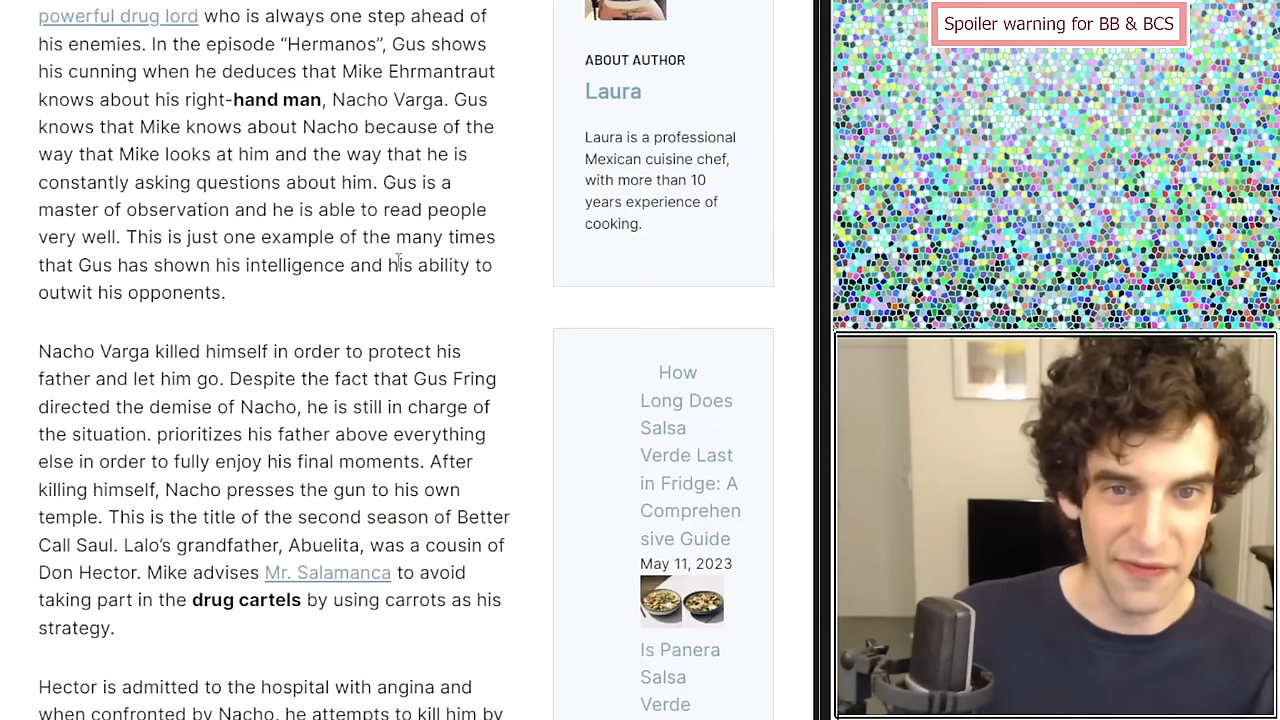 powerful drug lord who is always one step ahead of
his enemies. In the episode “Hermanos”, Gus shows
his cunning when he deduces that Mike Ehrmantraut
knows about his right-hand man, Nacho Varga. Gus
knows that Mike knows about Nacho because of the
way that Mike looks at him and the way that he is
constantly asking questions about him. Gus is a
master of observation and he is able to read people
very well. This is just one example of the many times
that Gus has shown his intelligence and his ability to
outwit his opponents.
Nacho Varga killed himself in order to protect his
father and let him go. Despite the fact that Gus Fring
directed the demise of Nacho, he is still in charge of
the situation. prioritizes his father above everything
else in order to fully enjoy his final moments. After
killing himself, Nacho presses the gun to his own
temple. This is the title of the second season of Better
Call Saul. Lalo’s grandfather, Abuelita, was a cousin of
Don Hector. Mike advises Mr. Salamanca to avoid
taking part in the drug cartels by using carrots as his
strategy.
Hector is admitted to the hospital with angina and
when confronted by Nacho, he attempts to kill him by
ABOUT AUTHOR
Laura
Laura is a professional
Mexican cuisine chef,
with more than 10
years experience of
cooking.
How
Long Does
Salsa
Verde Last
in Fridge: A
Comprehen
sive Guide
May 11, 2023
Is Panera
Salsa
Verde
Spoiler warning for BB & BCS